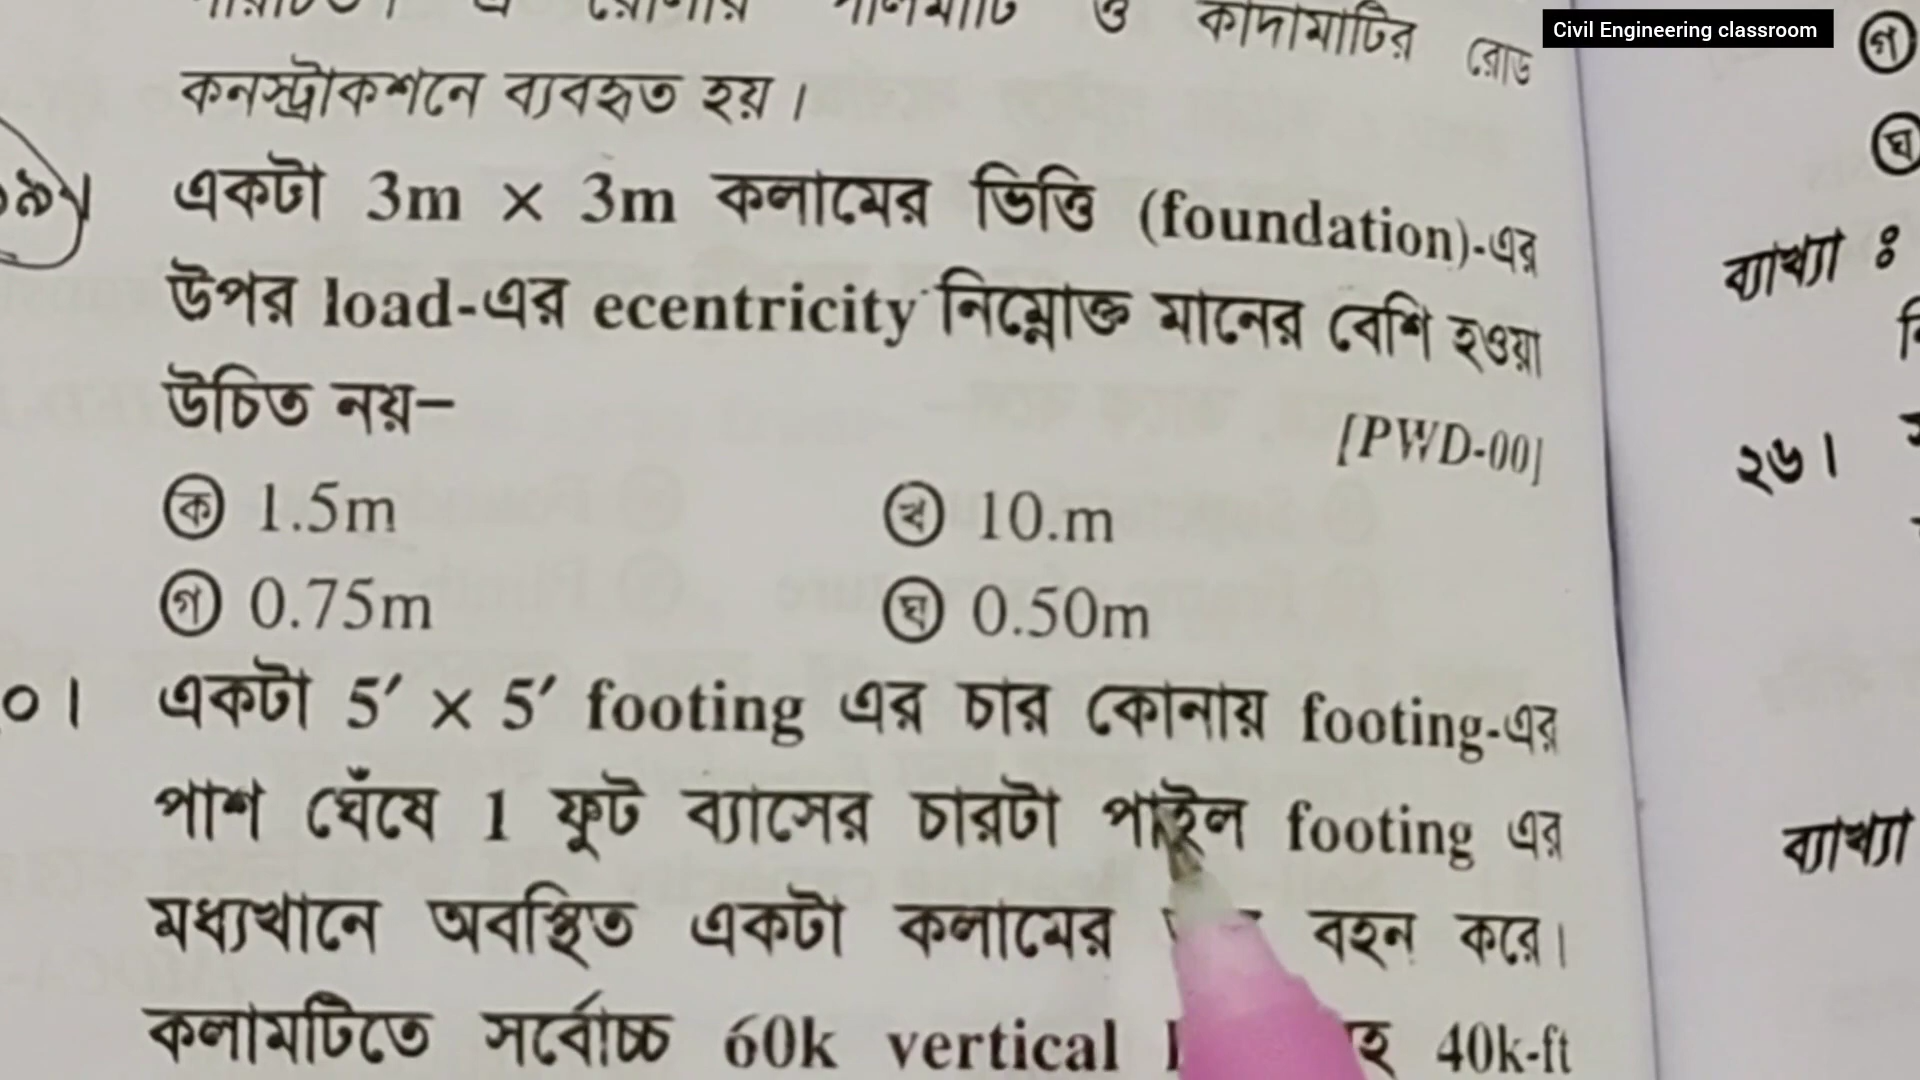 ও কাদামাটির রোড
কনস্ট্রাকশনে ব্যবহৃত হয়।
একটা 3m × 3m কলামের ভিত্তি (foundation)-এর
উপর load-এর ecentricity নিম্নোক্ত মানের বেশি হওয়া
উচিত নয়–
[PWD-00]
ক 1.5m খ 10.m
গ 0.75m ঘ 0.50m
০। একটা 5′ × 5′ footing এর চার কোনায় footing-এর
পাশ ঘেঁষে 1 ফুট ব্যাসের চারটা পাইল footing এর
মধ্যখানে অবস্থিত একটা কলামের বহন করে।
কলামটিতে সর্বোচ্চ 60k vertical 40k-ft
Civil Engineering classroom
গ
ঘ
ব্যাখ্যা :
২৬।
ব্যাখ্যা